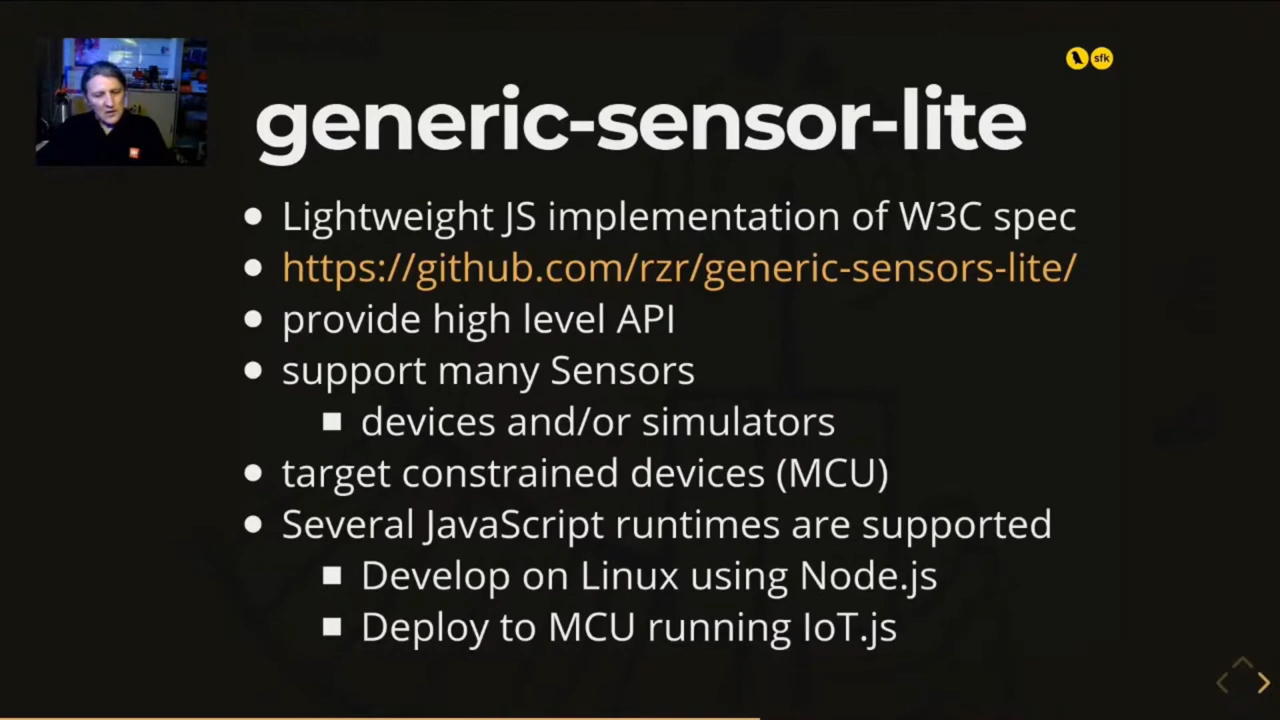 sfk
generic-sensor-lite
Lightweight JS implementation of W3C spec
https://github.com/rzr/generic-sensors-lite/
provide high level API
support many Sensors
devices and/or simulators
target constrained devices (MCU)
Several JavaScript runtimes are supported
Develop on Linux using Node.js
Deploy to MCU running IoT.js